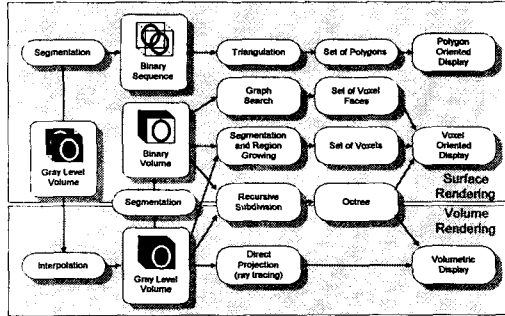 Segmentation
Binary
Sequence
Triangulation
Set of Polygons
Polygon
Oriented
Display
Graph
Search
Set of Voxel
Faces
Gray Level
Volume
Binary
Volume
Segmentation
and Region
Growing
Set of Voxels
Voxel
Oriented
Display
Surface
Rendering
Segmentation
Recursive
Subdivision
Octree
Volume
Rendering
Interpolation
Gray Level
Volume
Direct
Projection
(ray tracing)
Volumetric
Display